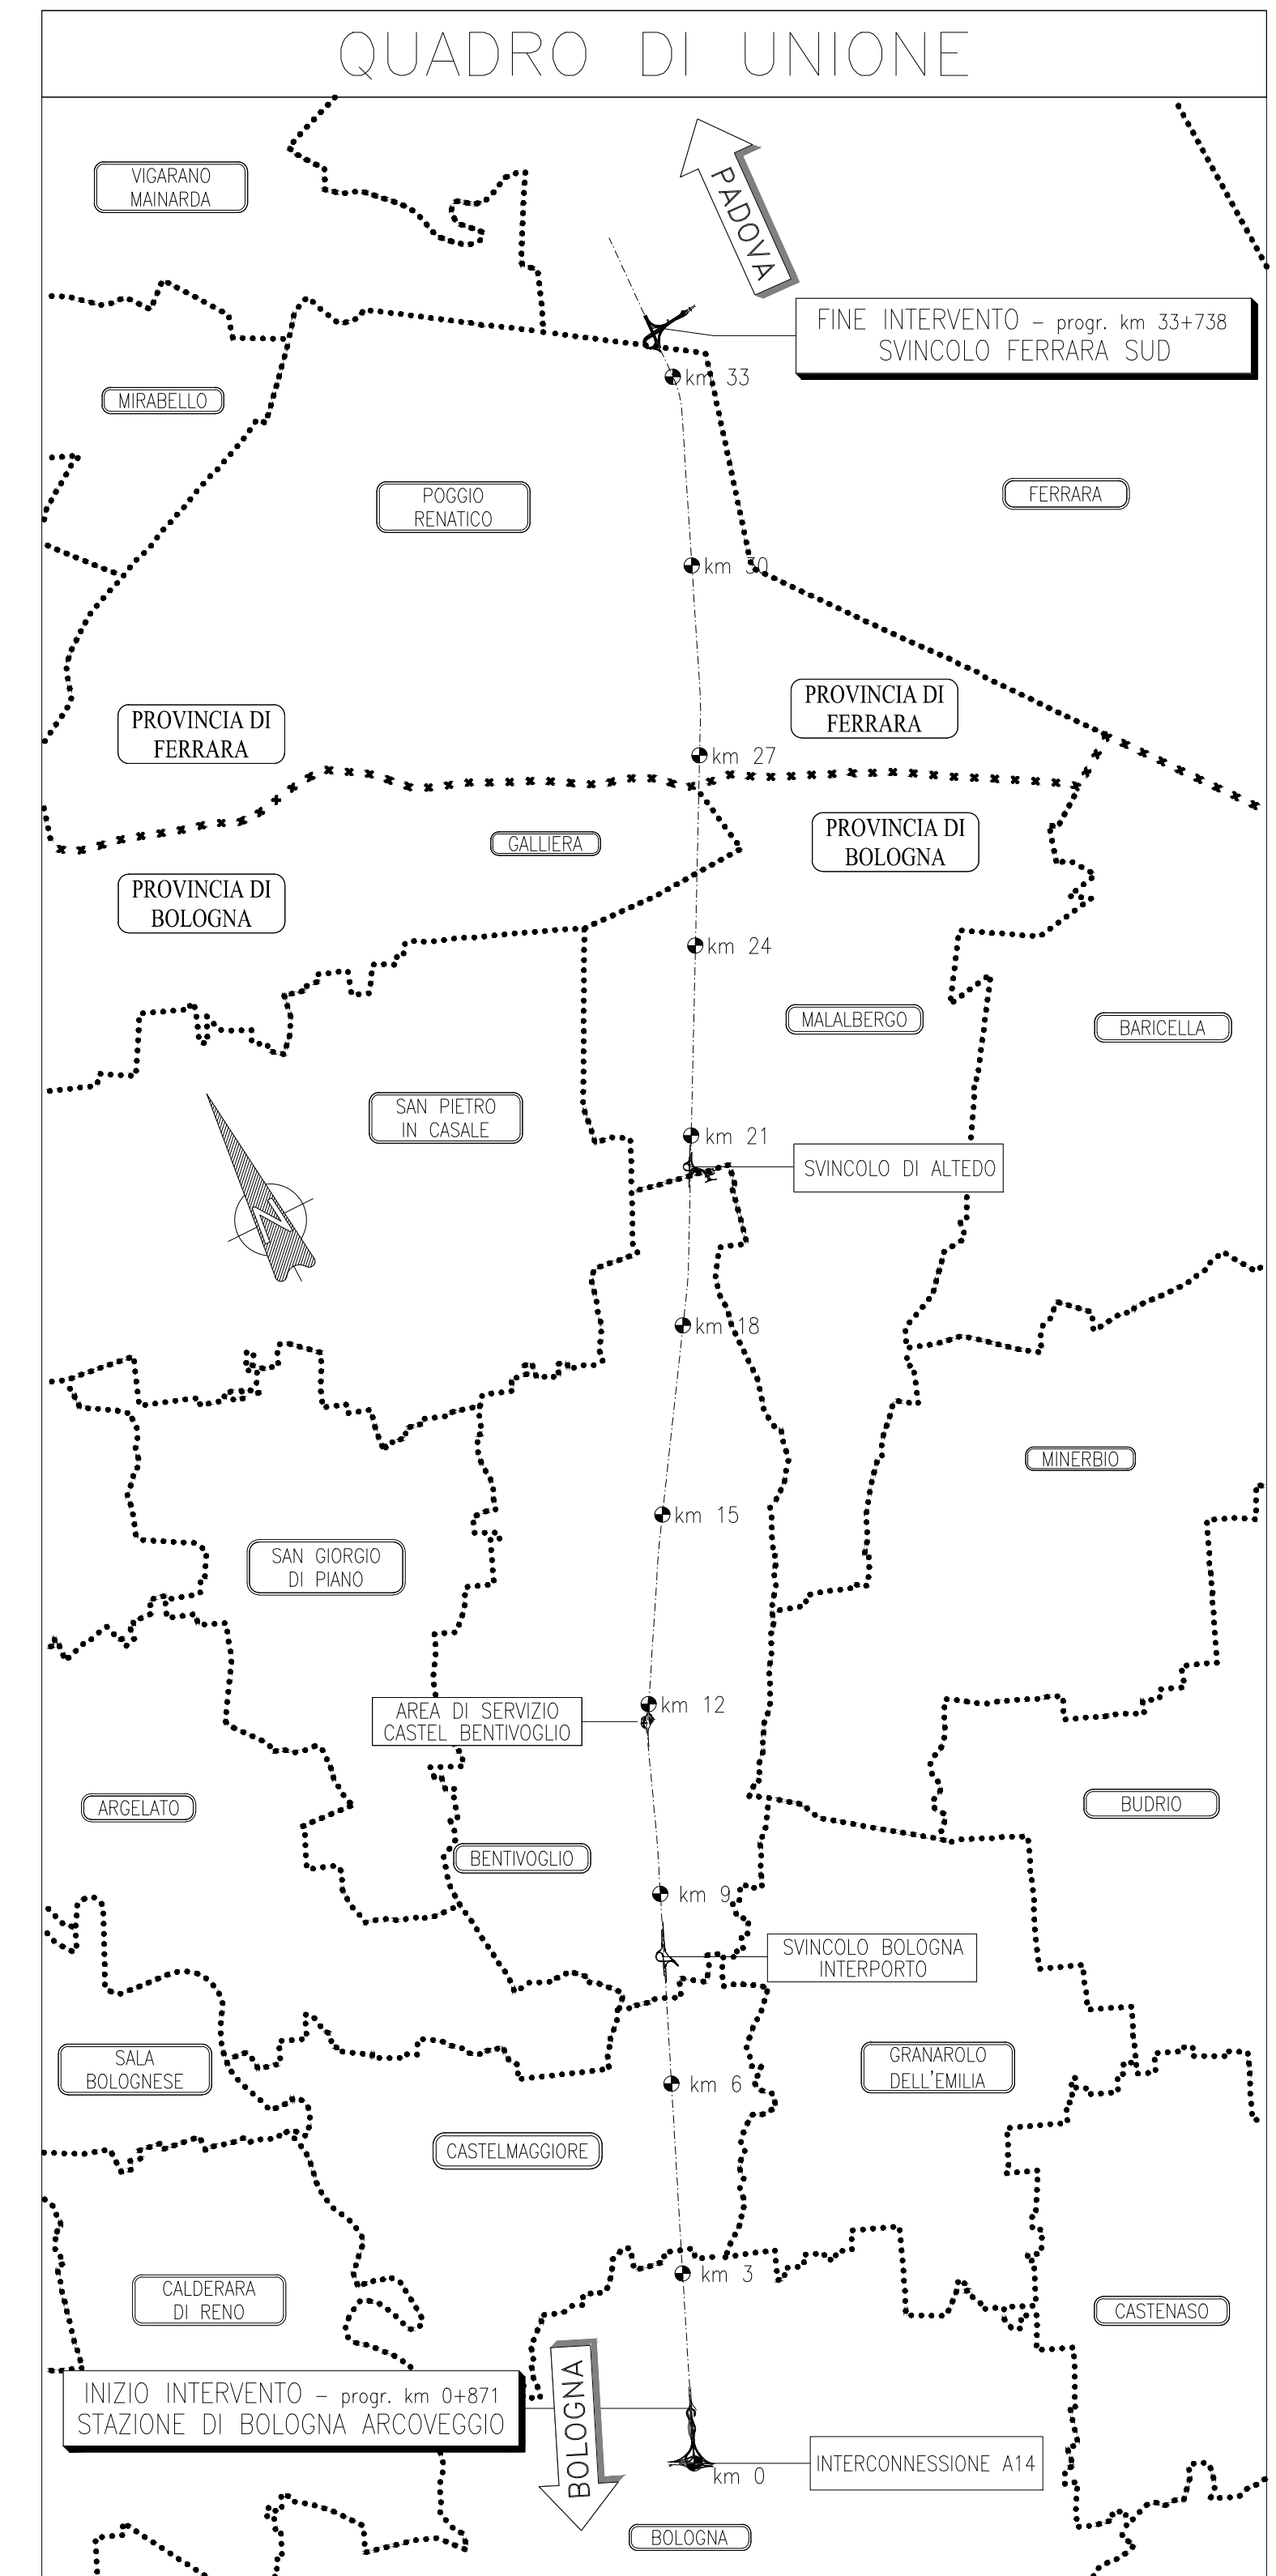 QUADRO DI UNIONE
VIGARANO
MAINARDA
PADOVA
FINE INTERVENTO – progr. km 33+738
SVINCOLO FERRARA SUD
km 33
MIRABELLO
POGGIO
RENATICO
FERRARA
km 30
PROVINCIA DI
FERRARA
PROVINCIA DI
FERRARA
km 27
GALLIERA
PROVINCIA DI
BOLOGNA
PROVINCIA DI
BOLOGNA
km 24
MALALBERGO
BARICELLA
SAN PIETRO
IN CASALE
km 21
SVINCOLO DI ALTEDO
N
km 18
MINERBIO
km 15
SAN GIORGIO
DI PIANO
km 12
AREA DI SERVIZIO
CASTEL BENTIVOGLIO
ARGELATO
BUDRIO
BENTIVOGLIO
km 9
SVINCOLO BOLOGNA
INTERPORTO
SALA
BOLOGNESE
GRANAROLO
DELL'EMILIA
km 6
CASTELMAGGIORE
km 3
CALDERARA
DI RENO
CASTENASO
INIZIO INTERVENTO – progr. km 0+871
STAZIONE DI BOLOGNA ARCOVEGGIO
BOLOGNA
INTERCONNESSIONE A14
km 0
BOLOGNA